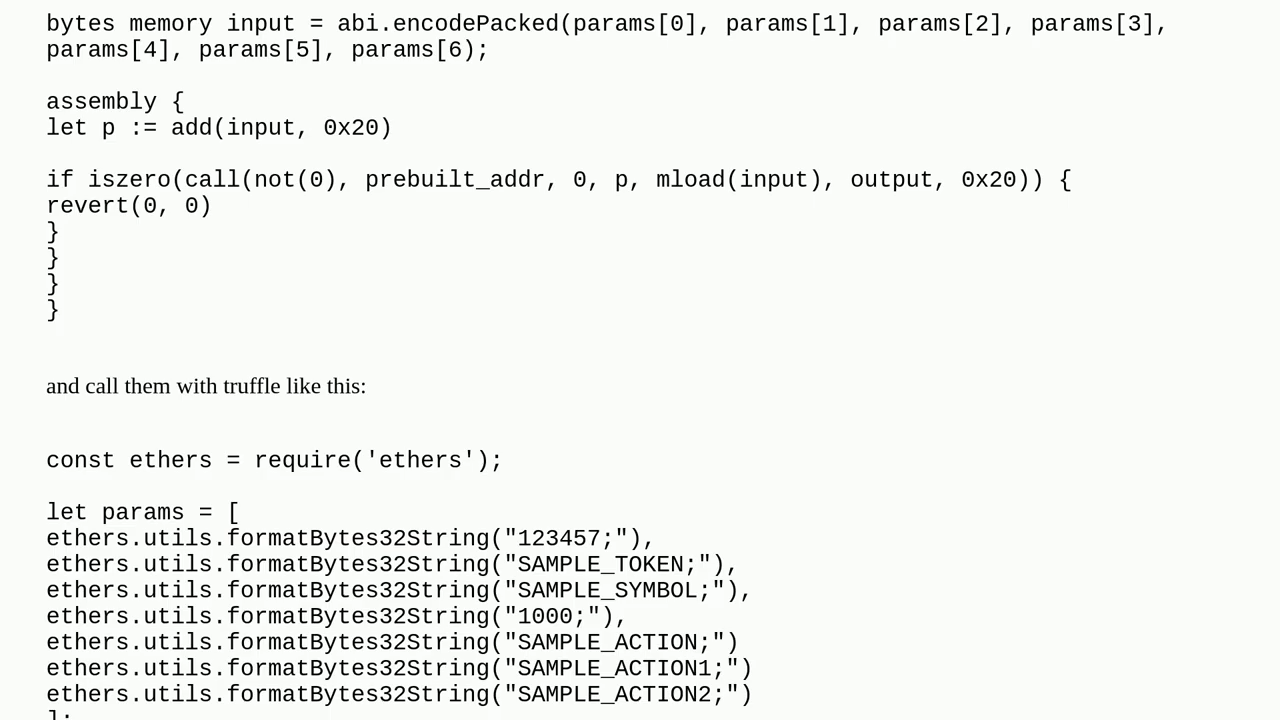 bytes memory input = abi.encodePacked(params[0], params[1], params[2], params[3],
params[4], params[5], params[6);
assembly {
let p := add(input, 0x20)
if iszero(call(not(0), prebuilt_addr, 0, p, mload(input), output, 0x20)) {
revert(0, 0)
}
}
}
}
and call them with truffle like this:
const ethers = require('ethers');
let params = [
ethers.utils.formatBytes32String("123457;"),
ethers.utils.formatBytes32String("SAMPLE_TOKEN;"),
ethers.utils.formatBytes32String("SAMPLE_SYMBOL;"),
ethers.utils.formatBytes32String("1000;"),
ethers.utils.formatBytes32String("SAMPLE_ACTION;")
ethers.utils.formatBytes32String("SAMPLE_ACTION1;")
ethers.utils.formatBytes32String("SAMPLE_ACTION2;")
];